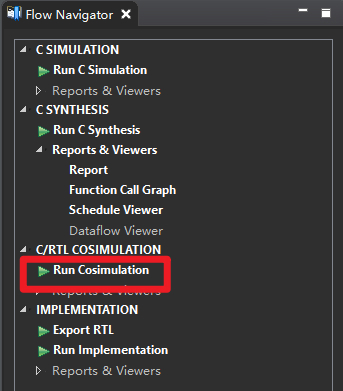 Flow Navigator
C SIMULATION
Run C Simulation
Reports & Viewers
C SYNTHESIS
Run C Synthesis
Reports & Viewers
Report
Function Call Graph
Schedule Viewer
Dataflow Viewer
C/RTL COSIMULATION
Run Cosimulation
Reports & Viewers
IMPLEMENTATION
Export RTL
Run Implementation
Reports & Viewers